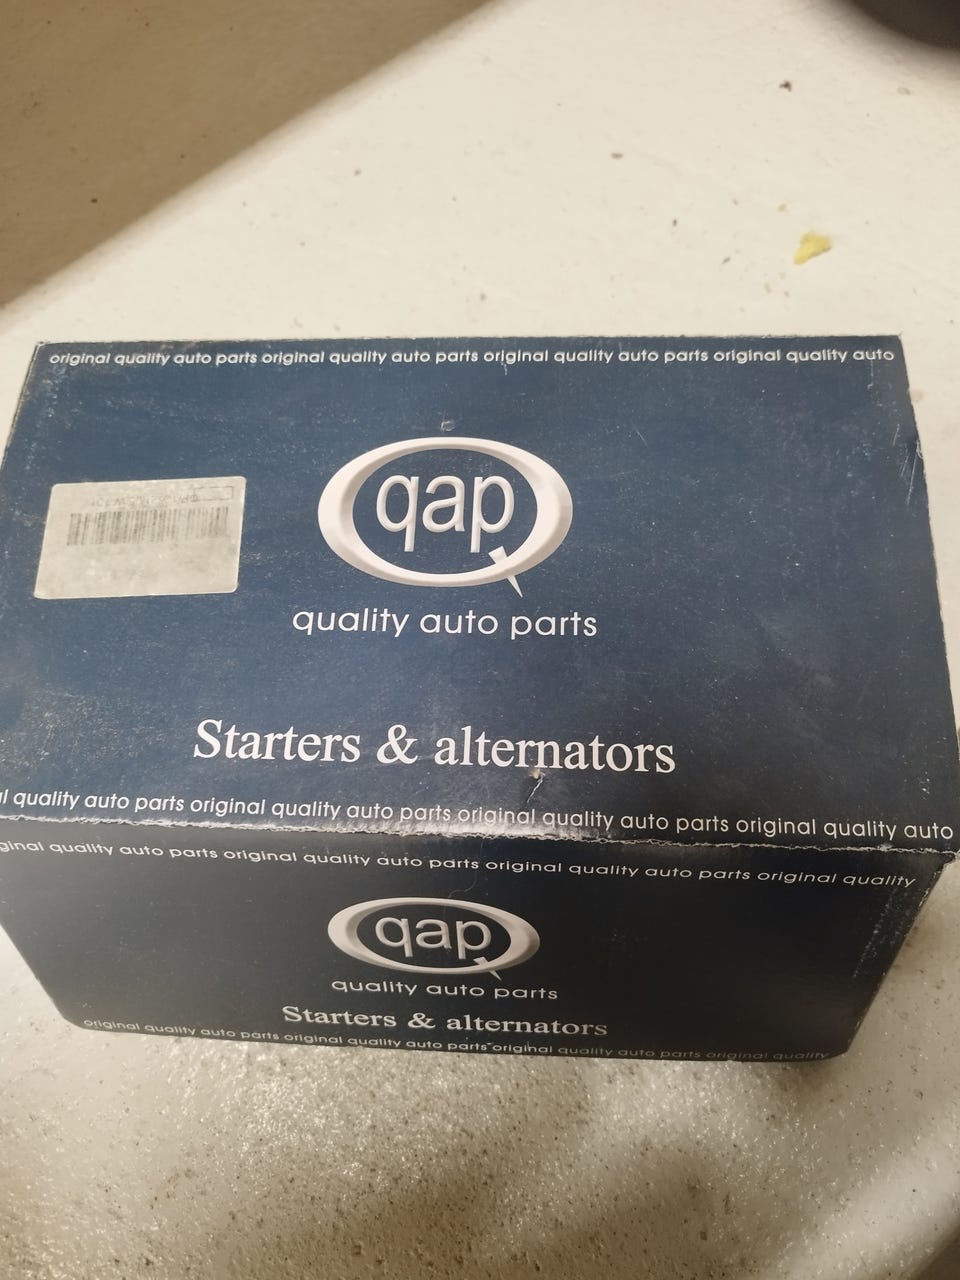 original quality auto parts original quality auto parts original quality auto parts original quality auto
qap
quality auto parts
Starters & alternators
quality auto parts original quality auto parts original quality auto parts original quality auto
quality auto parts original quality auto parts original quality auto parts original quality
qap
quality auto parts
Starters & alternators
original quality auto parts original quality auto parts original quality auto parts original quality